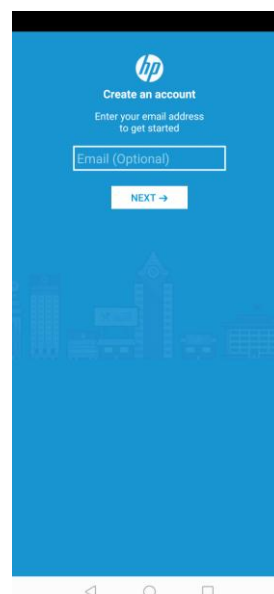 hp
Create an account
Enter your email address
to get started
Email (Optional)
NEXT →